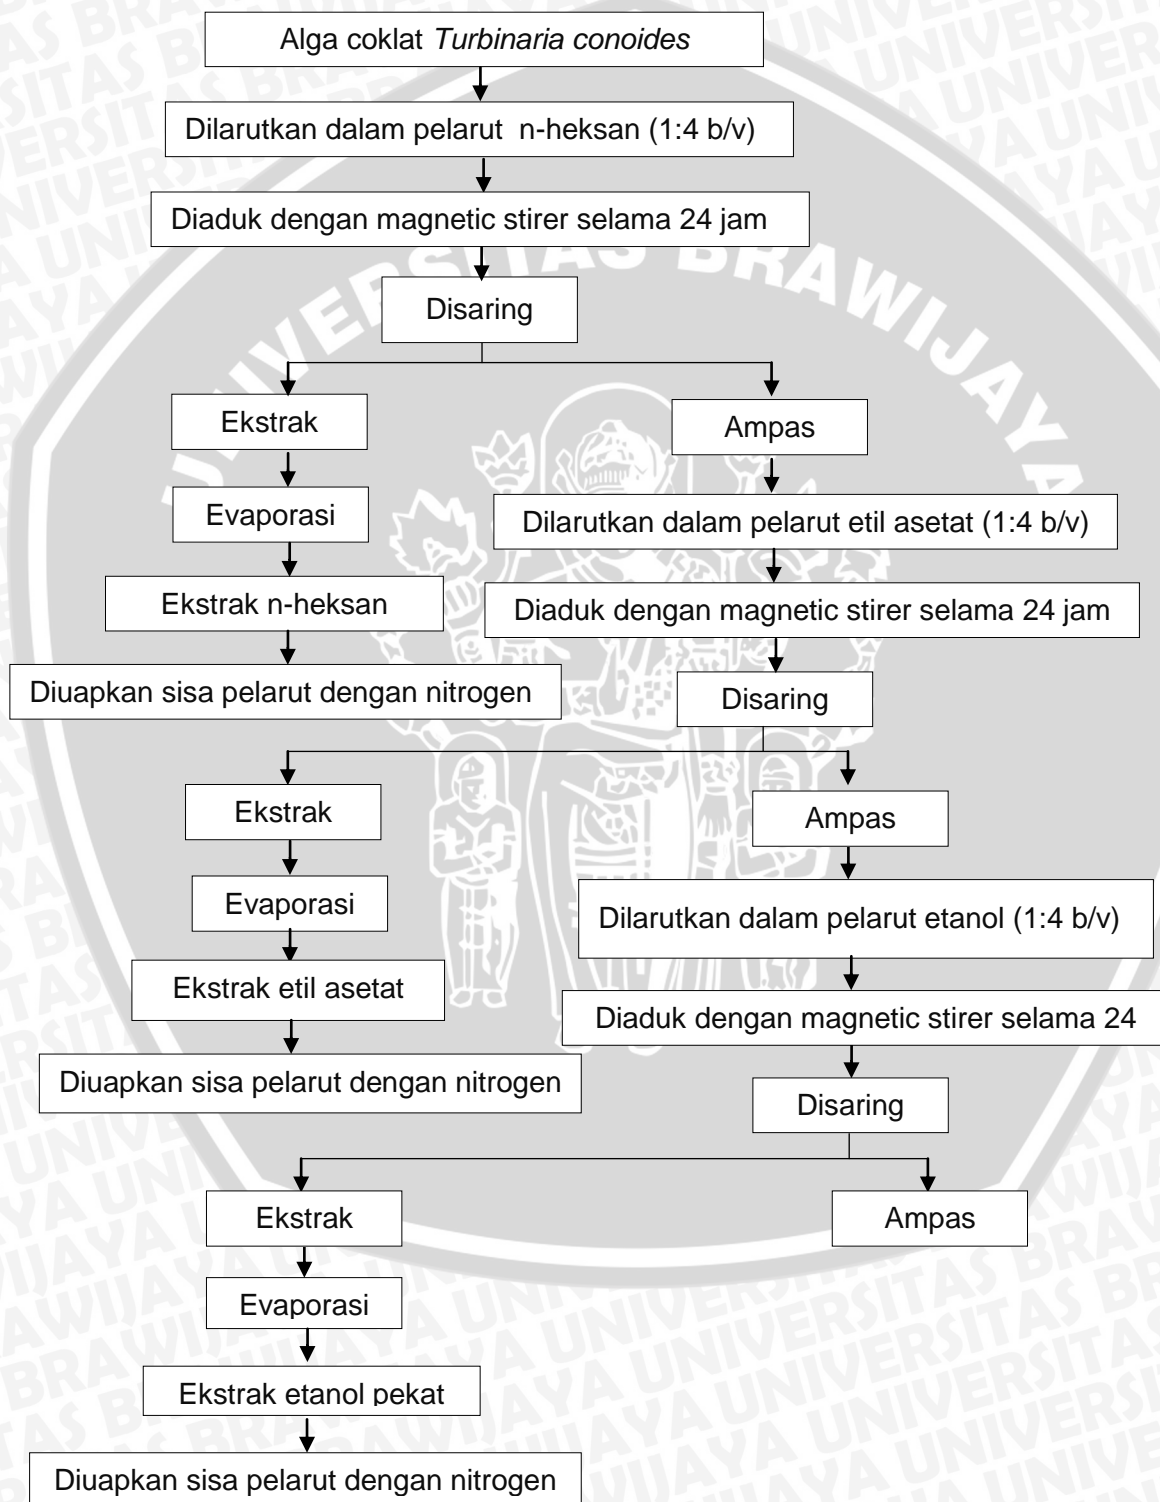 Alga coklat Turbinaria conoides
Dilarutkan dalam pelarut n-heksan (1:4 b/v)
Diaduk dengan magnetic stirer selama 24 jam
UNIVERSITAS BRAWIJAYA
Disaring
Ekstrak
Ampas
Evaporasi
Dilarutkan dalam pelarut etil asetat (1:4 b/v)
Ekstrak n-heksan
Diaduk dengan magnetic stirer selama 24 jam
Diuapkan sisa pelarut dengan nitrogen
Disaring
Ekstrak
Ampas
Evaporasi
Dilarutkan dalam pelarut etanol (1:4 b/v)
Ekstrak etil asetat
Diaduk dengan magnetic stirer selama 24
Diuapkan sisa pelarut dengan nitrogen
Disaring
Ekstrak
Ampas
Evaporasi
Ekstrak etanol pekat
Diuapkan sisa pelarut dengan nitrogen